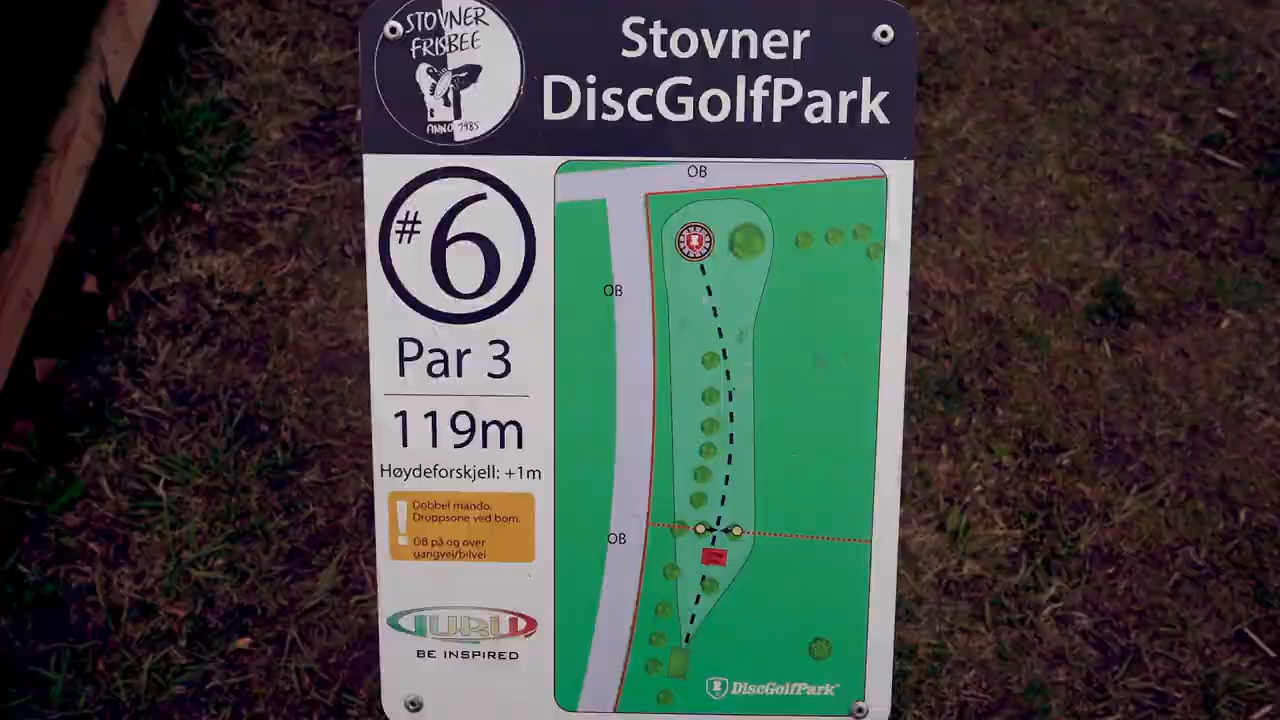 STOVNER
FRISBEE
ANNO 1985
Stovner
DiscGolfPark
#6
Par 3
119m
Høydeforskjell: +1m
! Dobbel mando.
Droppsone ved bom.
OB på og over
gangvei/bilvei
BE INSPIRED
OB
OB
OB
DiscGolfPark